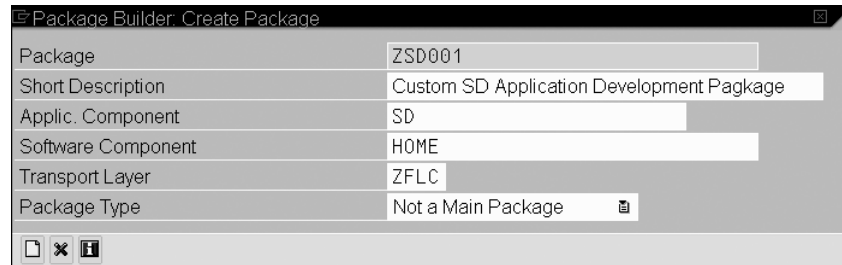 Package Builder: Create Package
Package ZSD001
Short Description Custom SD Application Development Pagkage
Applic. Component SD
Software Component HOME
Transport Layer ZFLC
Package Type Not a Main Package